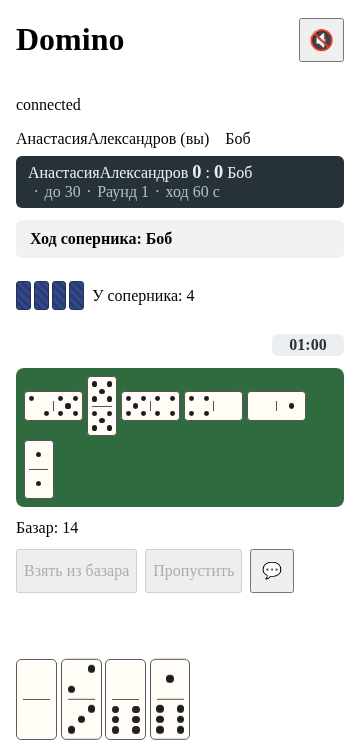 Domino
connected
АнастасияАлександров (вы) Боб
АнастасияАлександров 0 : 0 Боб
· до 30 · Раунд 1 · ход 60 с
Ход соперника: Боб
У соперника: 4
01:00
Базар: 14
Взять из базара Пропустить